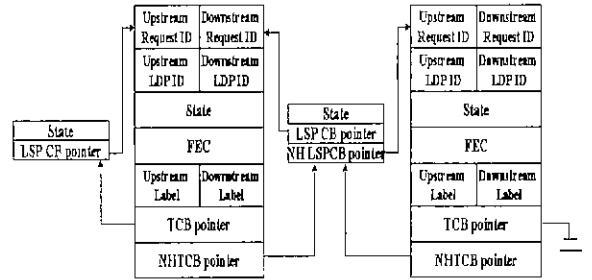 Upstream Request ID
Downstream Request ID
Upstream LDP ID
Downstream LDP ID
State
FEC
Upstream Label
Downstream Label
TCB pointer
NHTCB pointer
State
LSP CB pointer
State
LSP CB pointer
NH LSPCB pointer
Upstream Request ID
Downstream Request ID
Upstream LDP ID
Downstream LDP ID
State
FEC
Upstream Label
Downstream Label
TCB pointer
NHTCB pointer